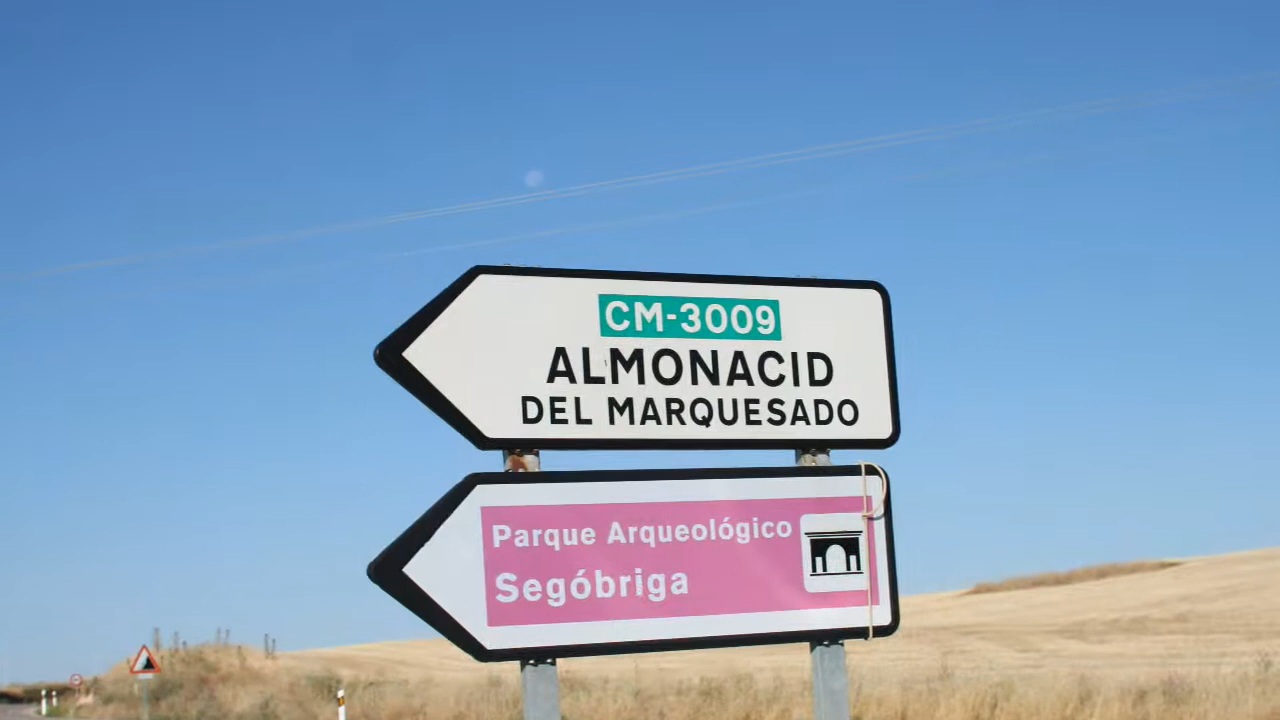 CM-3009
ALMONACID
DEL MARQUESADO
Parque Arqueológico
Segóbriga